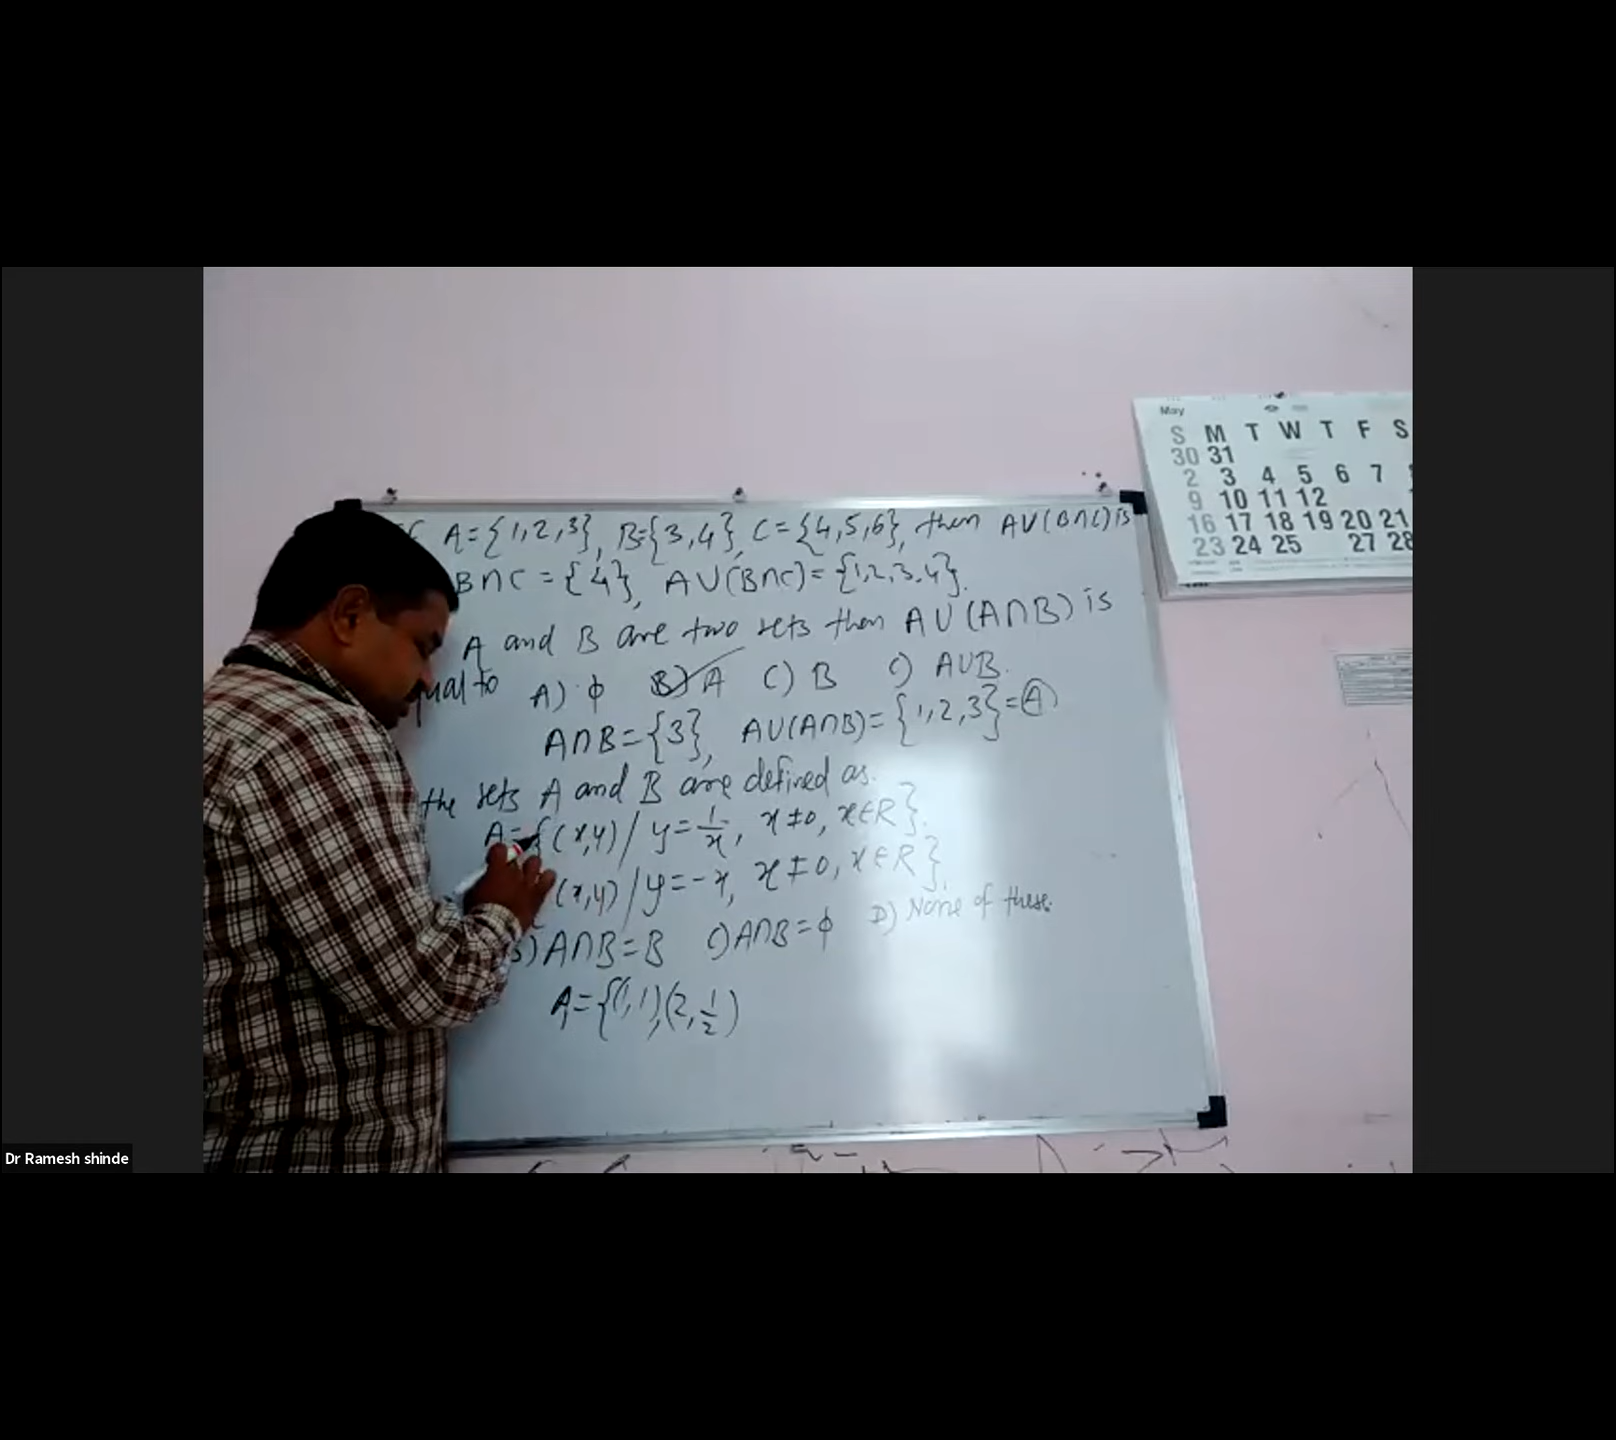 A={1,2,3}, B={3,4}, C={4,5,6}, then A∪(B∩C) is
B∩C={4}, A∪(B∩C)={1,2,3,4}.
A and B are two sets then A∪(A∩B) is
to A) ϕ B) A C) B C) A∪B.
A∩B={3}, A∪(A∩B)={1,2,3}=A
the sets A and B are defined as.
A={(x,y)/ y=1/x, x≠0, x∈R}.
(x,y)/y=-x, x≠0, x∈R}.
) A∩B=B C) A∩B=ϕ D) None of these.
A={(1,1),(2,1/2)
May
S M T W T F S
30 31
2 3 4 5 6 7
9 10 11 12
16 17 18 19 20 21
23 24 25 27 28
Dr Ramesh shinde